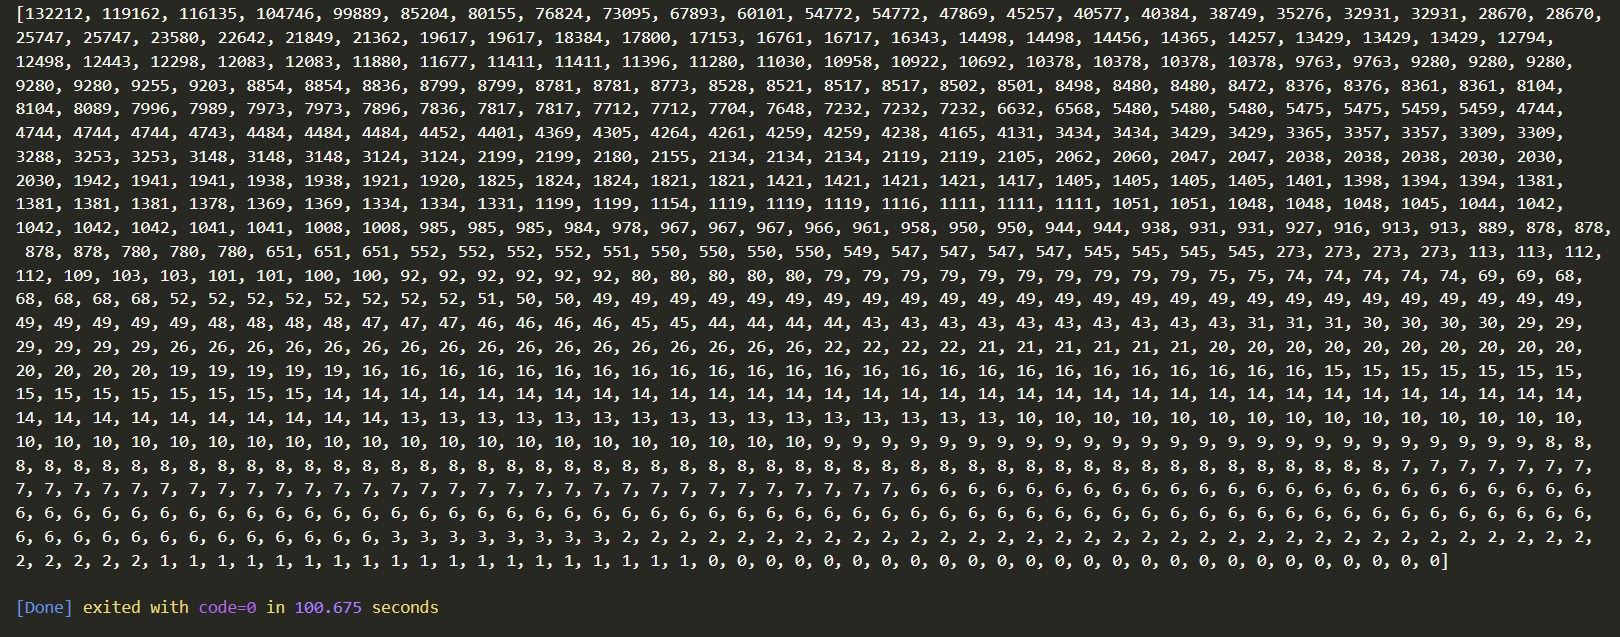 [132212, 119162, 116135, 104746, 99889, 85204, 80155, 76824, 73095, 67893, 60101, 54772, 54772, 47869, 45257, 40577, 40384, 38749, 35276, 32931, 32931, 28670, 28670,
25747, 25747, 23580, 22642, 21849, 21362, 19617, 19617, 18384, 17800, 17153, 16761, 16717, 16343, 14498, 14498, 14456, 14365, 14257, 13429, 13429, 13429, 12794,
12498, 12443, 12298, 12083, 12083, 11880, 11677, 11411, 11411, 11396, 11280, 11030, 10958, 10922, 10692, 10378, 10378, 10378, 10378, 9763, 9763, 9280, 9280, 9280,
9280, 9280, 9255, 9203, 8854, 8854, 8836, 8799, 8799, 8781, 8781, 8773, 8528, 8521, 8517, 8517, 8502, 8501, 8498, 8480, 8480, 8472, 8376, 8376, 8361, 8361, 8104,
8104, 8089, 7996, 7989, 7973, 7973, 7896, 7836, 7817, 7817, 7712, 7712, 7704, 7648, 7232, 7232, 7232, 6632, 6568, 5480, 5480, 5480, 5475, 5475, 5459, 5459, 4744,
4744, 4744, 4744, 4743, 4484, 4484, 4484, 4452, 4401, 4369, 4305, 4264, 4261, 4259, 4259, 4238, 4165, 4131, 3434, 3434, 3429, 3429, 3365, 3357, 3357, 3309, 3309,
3288, 3253, 3253, 3148, 3148, 3148, 3124, 3124, 2199, 2199, 2180, 2155, 2134, 2134, 2134, 2119, 2119, 2105, 2062, 2060, 2047, 2047, 2038, 2038, 2038, 2030, 2030,
2030, 1942, 1941, 1941, 1938, 1938, 1921, 1920, 1825, 1824, 1824, 1821, 1821, 1421, 1421, 1421, 1421, 1417, 1405, 1405, 1405, 1405, 1401, 1398, 1394, 1394, 1381,
1381, 1381, 1381, 1378, 1369, 1369, 1334, 1334, 1331, 1199, 1199, 1154, 1119, 1119, 1119, 1116, 1111, 1111, 1111, 1051, 1051, 1048, 1048, 1048, 1045, 1044, 1042,
1042, 1042, 1042, 1041, 1041, 1008, 1008, 985, 985, 985, 984, 978, 967, 967, 967, 966, 961, 958, 950, 950, 944, 944, 938, 931, 931, 927, 916, 913, 913, 889, 878, 878,
878, 878, 780, 780, 780, 651, 651, 651, 552, 552, 552, 552, 551, 550, 550, 550, 550, 549, 547, 547, 547, 547, 545, 545, 545, 545, 273, 273, 273, 273, 113, 113, 112,
112, 109, 103, 103, 101, 101, 100, 100, 92, 92, 92, 92, 92, 92, 80, 80, 80, 80, 80, 79, 79, 79, 79, 79, 79, 79, 79, 79, 79, 75, 75, 74, 74, 74, 74, 74, 69, 69, 68,
68, 68, 68, 68, 52, 52, 52, 52, 52, 52, 52, 52, 51, 50, 50, 49, 49, 49, 49, 49, 49, 49, 49, 49, 49, 49, 49, 49, 49, 49, 49, 49, 49, 49, 49, 49, 49, 49, 49, 49, 49,
49, 49, 49, 49, 49, 48, 48, 48, 48, 47, 47, 47, 46, 46, 46, 46, 45, 45, 44, 44, 44, 44, 43, 43, 43, 43, 43, 43, 43, 43, 43, 43, 43, 31, 31, 31, 30, 30, 30, 30, 29, 29,
29, 29, 29, 29, 26, 26, 26, 26, 26, 26, 26, 26, 26, 26, 26, 26, 26, 26, 26, 26, 26, 22, 22, 22, 22, 21, 21, 21, 21, 21, 21, 20, 20, 20, 20, 20, 20, 20, 20, 20, 20,
20, 20, 20, 20, 19, 19, 19, 19, 19, 16, 16, 16, 16, 16, 16, 16, 16, 16, 16, 16, 16, 16, 16, 16, 16, 16, 16, 16, 16, 16, 16, 16, 16, 16, 15, 15, 15, 15, 15, 15, 15,
15, 15, 15, 15, 15, 15, 15, 15, 14, 14, 14, 14, 14, 14, 14, 14, 14, 14, 14, 14, 14, 14, 14, 14, 14, 14, 14, 14, 14, 14, 14, 14, 14, 14, 14, 14, 14, 14, 14, 14, 14,
14, 14, 14, 14, 14, 14, 14, 14, 14, 14, 13, 13, 13, 13, 13, 13, 13, 13, 13, 13, 13, 13, 13, 13, 13, 13, 10, 10, 10, 10, 10, 10, 10, 10, 10, 10, 10, 10, 10, 10, 10,
10, 10, 10, 10, 10, 10, 10, 10, 10, 10, 10, 10, 10, 10, 10, 10, 10, 10, 10, 10, 10, 9, 9, 9, 9, 9, 9, 9, 9, 9, 9, 9, 9, 9, 9, 9, 9, 9, 9, 9, 9, 9, 9, 9, 9, 9, 8, 8,
8, 8, 8, 8, 8, 8, 8, 8, 8, 8, 8, 8, 8, 8, 8, 8, 8, 8, 8, 8, 8, 8, 8, 8, 8, 8, 8, 8, 8, 8, 8, 8, 8, 8, 8, 8, 8, 8, 8, 8, 8, 8, 8, 8, 8, 8, 7, 7, 7, 7, 7, 7, 7,
7, 7, 7, 7, 7, 7, 7, 7, 7, 7, 7, 7, 7, 7, 7, 7, 7, 7, 7, 7, 7, 7, 7, 7, 7, 7, 7, 7, 7, 7, 7, 6, 6, 6, 6, 6, 6, 6, 6, 6, 6, 6, 6, 6, 6, 6, 6, 6, 6, 6, 6, 6, 6, 6, 6,
6, 6, 6, 6, 6, 6, 6, 6, 6, 6, 6, 6, 6, 6, 6, 6, 6, 6, 6, 6, 6, 6, 6, 6, 6, 6, 6, 6, 6, 6, 6, 6, 6, 6, 6, 6, 6, 6, 6, 6, 6, 6, 6, 6, 6, 6, 6, 6, 6, 6, 6, 6, 6, 6, 6,
6, 6, 6, 6, 6, 6, 6, 6, 6, 6, 6, 6, 6, 3, 3, 3, 3, 3, 3, 3, 3, 2, 2, 2, 2, 2, 2, 2, 2, 2, 2, 2, 2, 2, 2, 2, 2, 2, 2, 2, 2, 2, 2, 2, 2, 2, 2, 2, 2, 2, 2, 2, 2, 2, 2,
2, 2, 2, 2, 2, 1, 1, 1, 1, 1, 1, 1, 1, 1, 1, 1, 1, 1, 1, 1, 1, 1, 1, 1, 0, 0, 0, 0, 0, 0, 0, 0, 0, 0, 0, 0, 0, 0, 0, 0, 0, 0, 0, 0, 0, 0, 0, 0, 0, 0]
[Done] exited with code=0 in 100.675 seconds